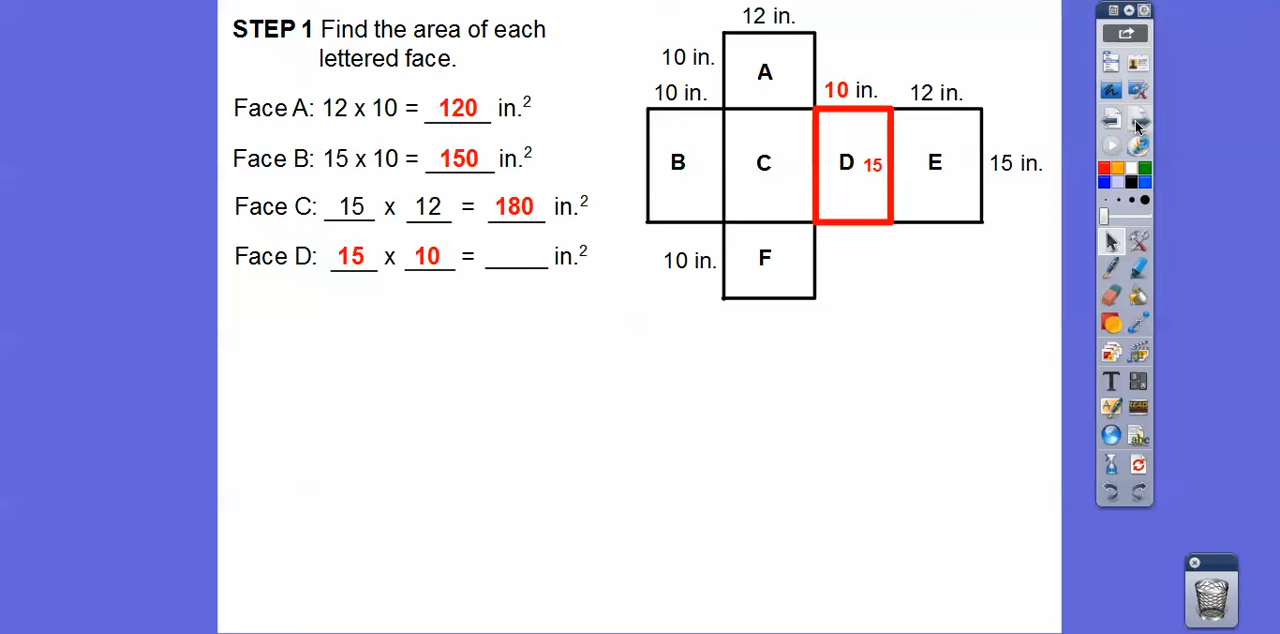 STEP 1 Find the area of each
lettered face.
Face A: 12 x 10 = 120 in.²
Face B: 15 x 10 = 150 in.²
Face C: 15 x 12 = 180 in.²
Face D: 15 x 10 = ______ in.²
12 in.
10 in.
A
10 in.
10 in.
12 in.
B
C
D 15
E
15 in.
10 in.
F